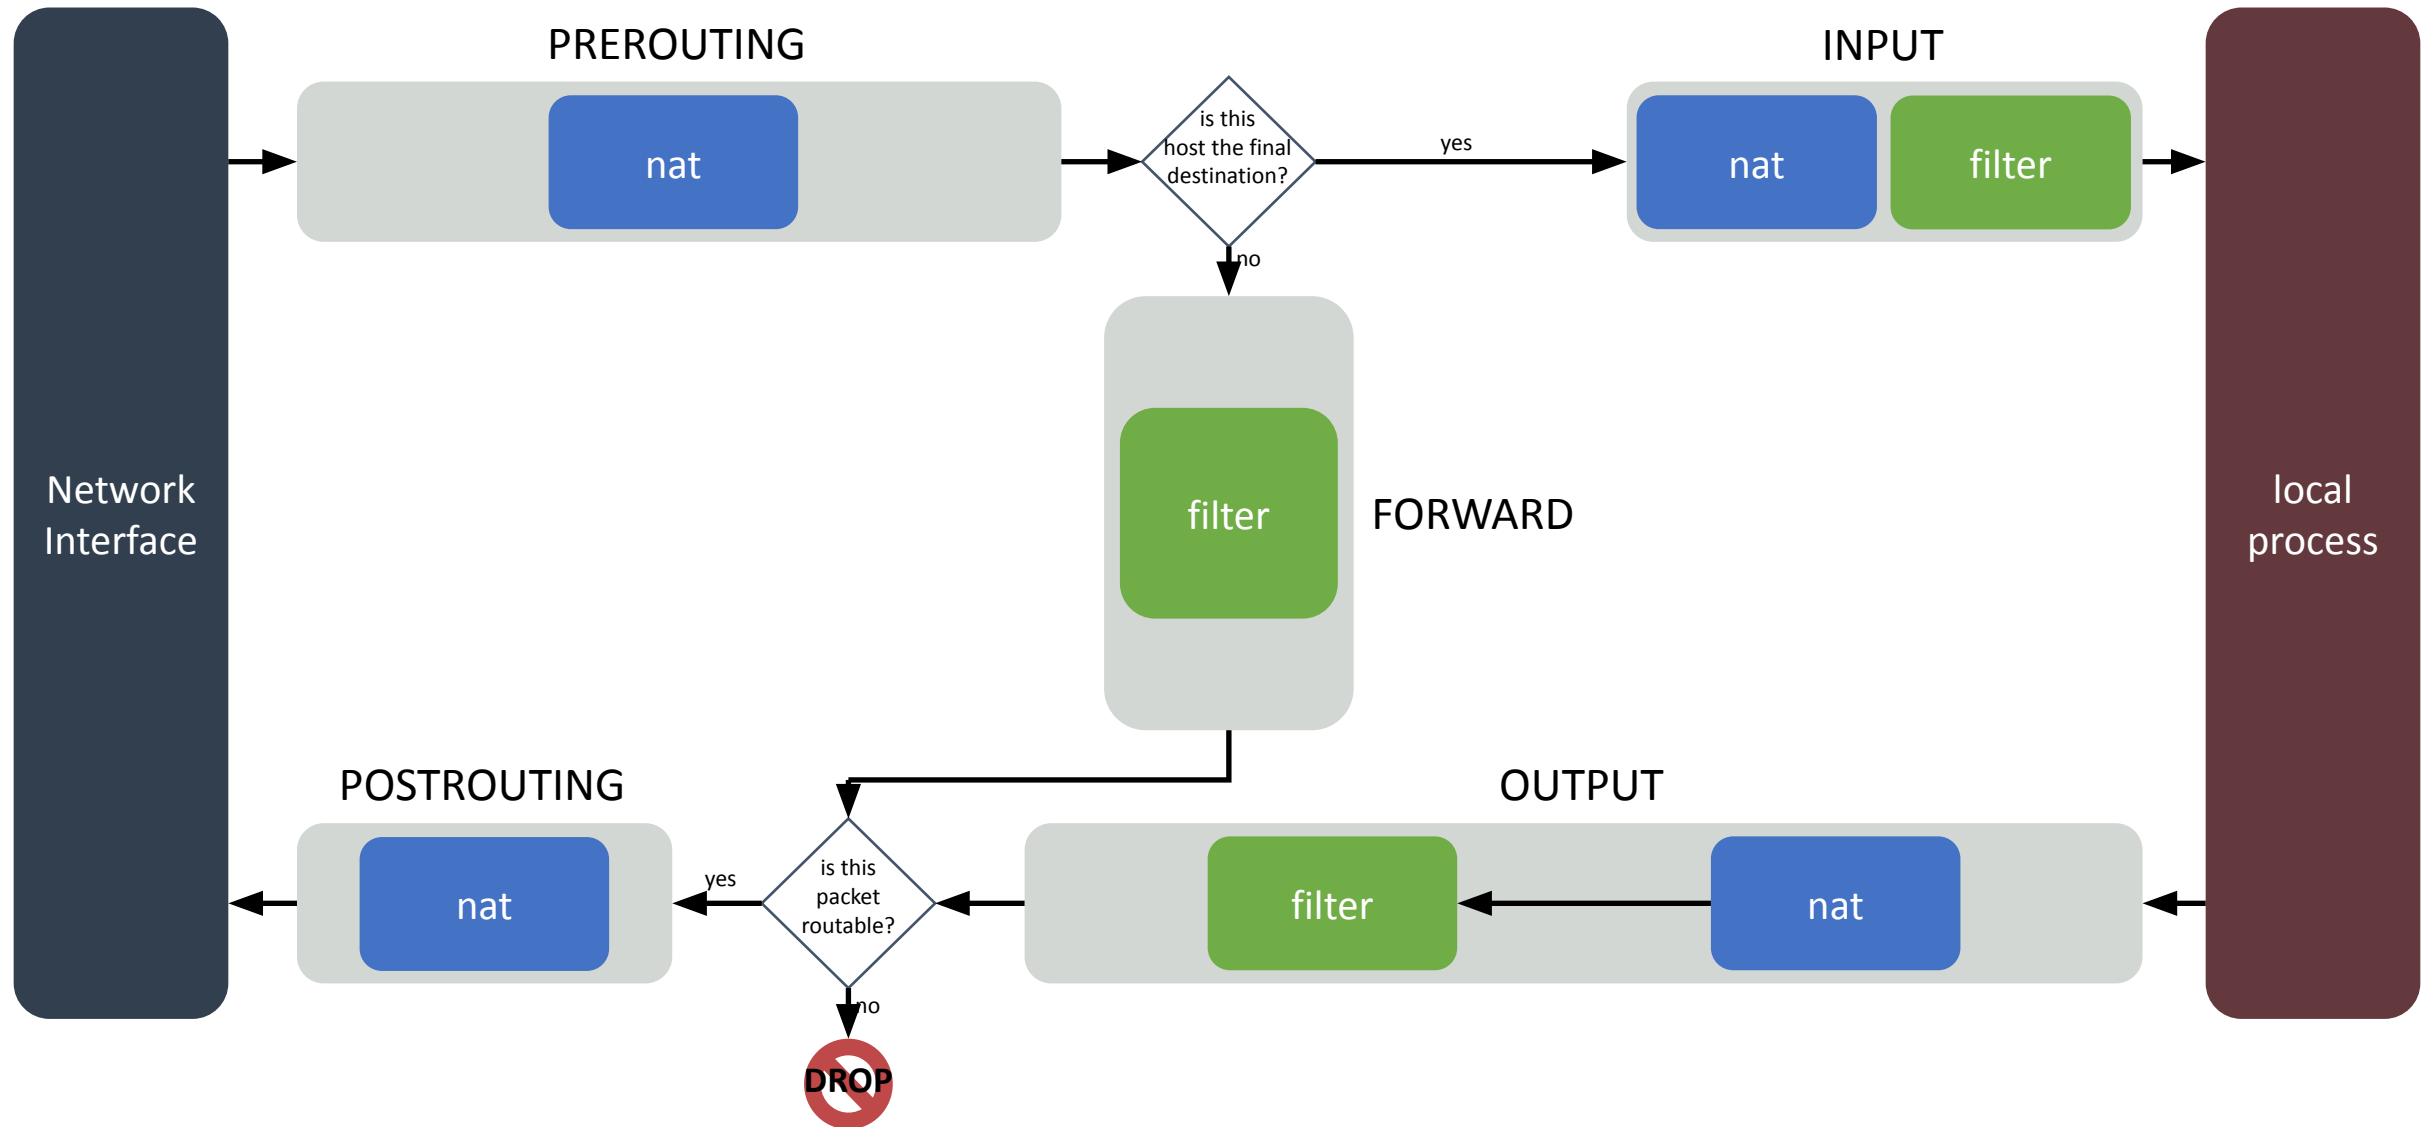 PREROUTING
INPUT
nat
is this
host the final
destination?
yes
nat
filter
no
Network
Interface
filter
FORWARD
local
process
POSTROUTING
OUTPUT
nat
yes
is this
packet
routable?
filter
nat
no
DROP